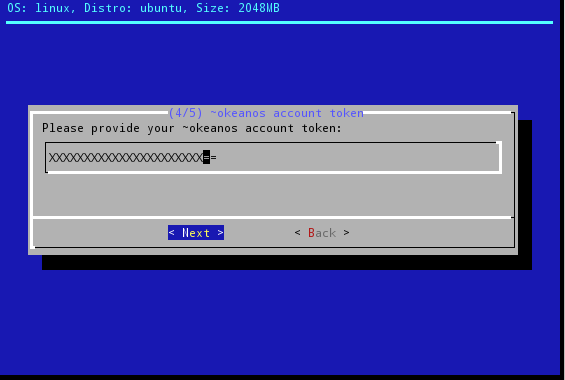 OS: linux, Distro: ubuntu, Size: 2048MB
(4/5) ~okeanos account token
Please provide your ~okeanos account token:
XXXXXXXXXXXXXXXXXXXXXX==
< Next > < Back >